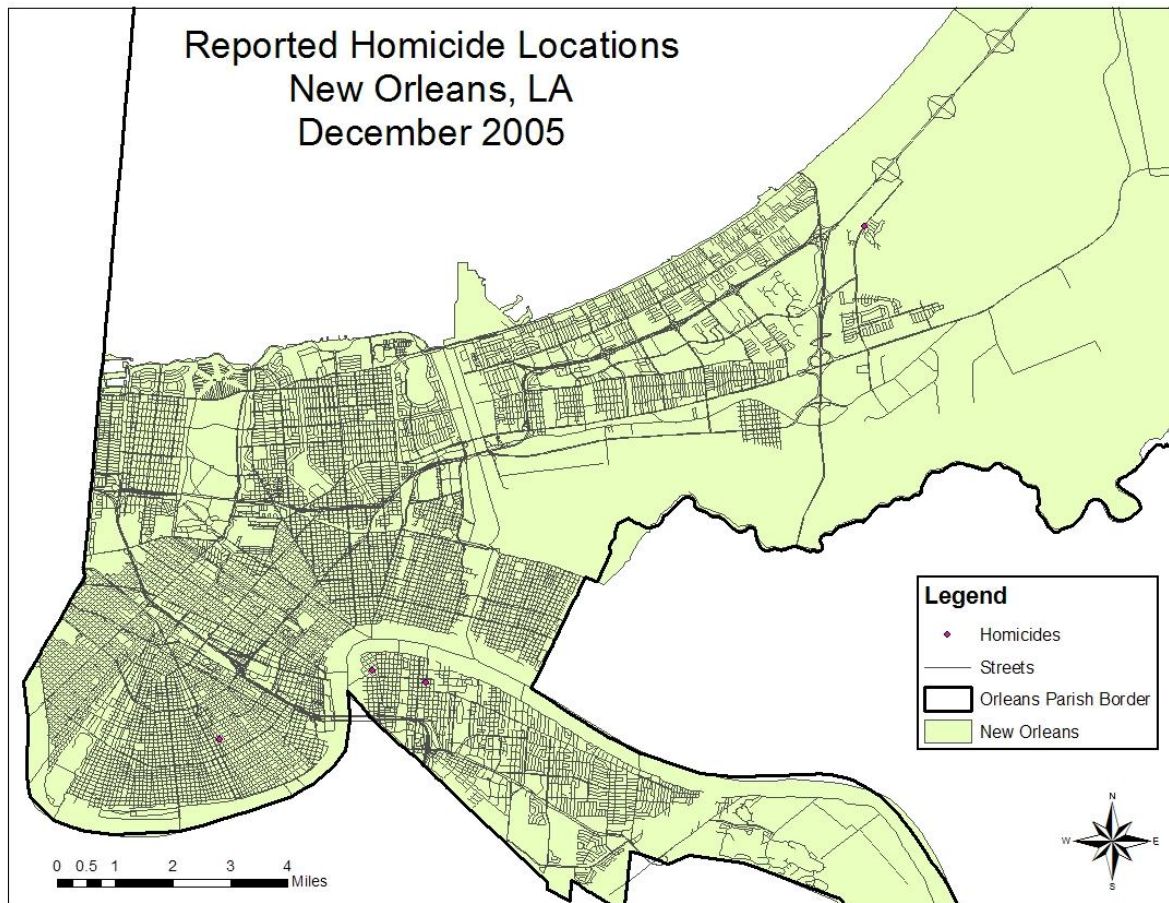 Reported Homicide Locations
New Orleans, LA
December 2005
Legend
Homicides
Streets
Orleans Parish Border
New Orleans
N
W E
S
0 0.5 1 2 3 4
Miles